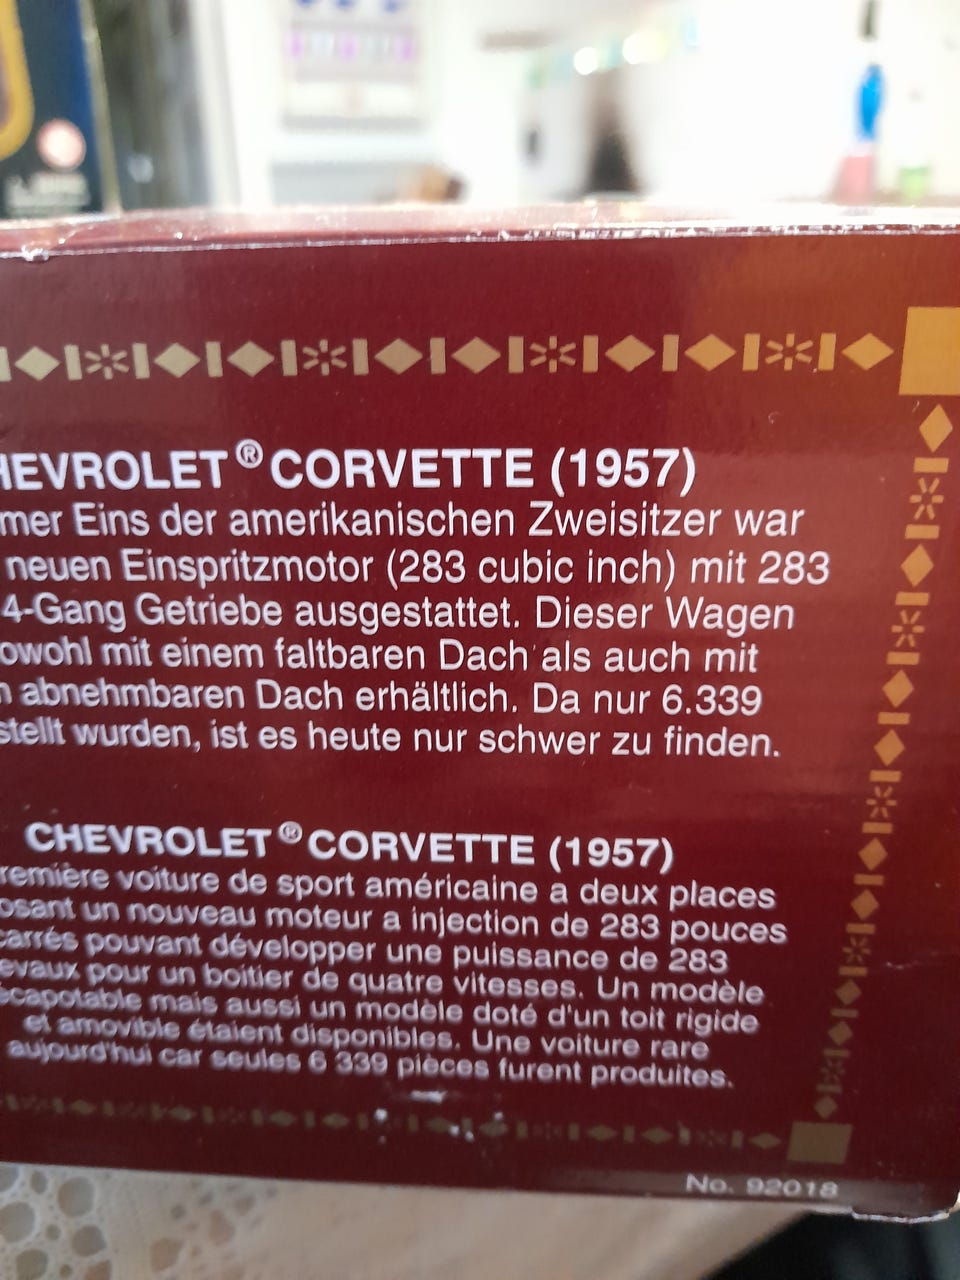 HEVROLET® CORVETTE (1957)
mer Eins der amerikanischen Zweisitzer war
neuen Einspritzmotor (283 cubic inch) mit 283
4-Gang Getriebe ausgestattet. Dieser Wagen
owohl mit einem faltbaren Dach als auch mit
n abnehmbaren Dach erhältlich. Da nur 6.339
stellt wurden, ist es heute nur schwer zu finden.
CHEVROLET® CORVETTE (1957)
remière voiture de sport américaine a deux places
osant un nouveau moteur a injection de 283 pouces
carrés pouvant développer une puissance de 283
evaux pour un boitier de quatre vitesses. Un modèle
écapotable mais aussi un modèle doté d'un toit rigide
et amovible étaient disponibles. Une voiture rare
aujourd'hui car seules 6 339 pièces furent produites.
No. 92018